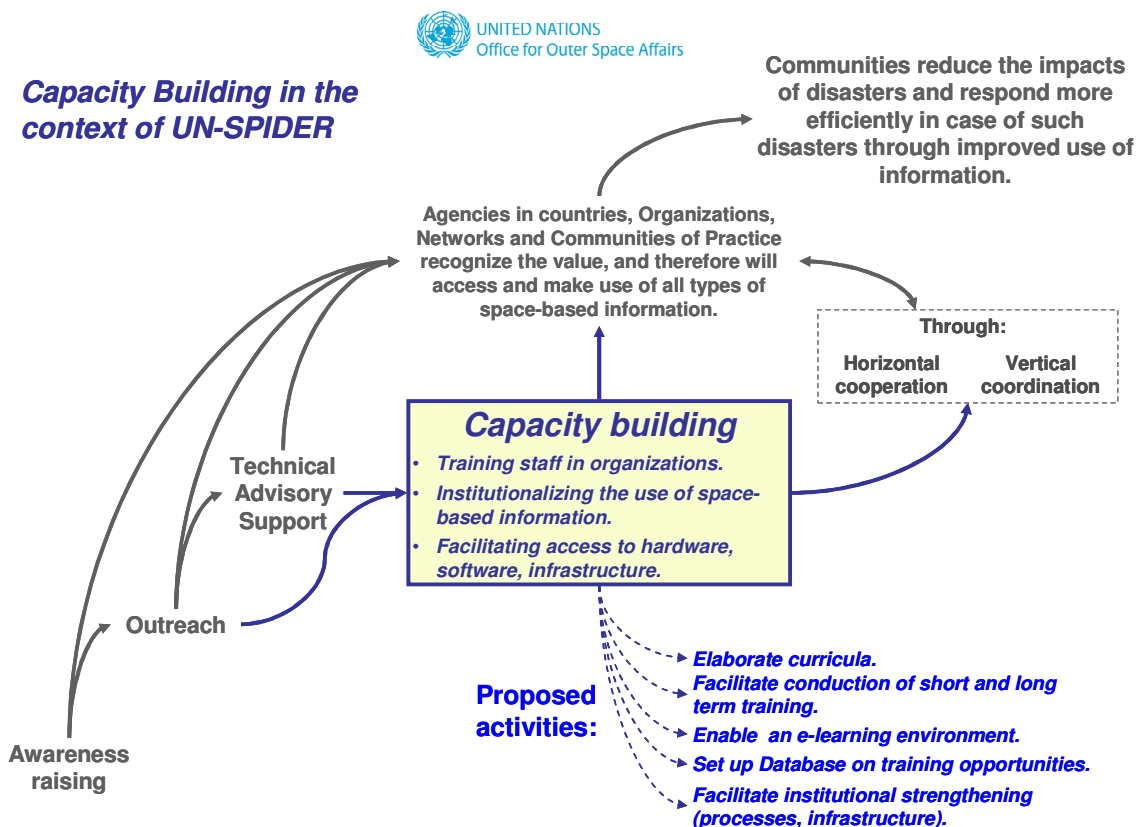 UNITED NATIONS
Office for Outer Space Affairs
Capacity Building in the
context of UN-SPIDER
Communities reduce the impacts
of disasters and respond more
efficiently in case of such
disasters through improved use of
information.
Agencies in countries, Organizations,
Networks and Communities of Practice
recognize the value, and therefore will
access and make use of all types of
space-based information.
Through:
Horizontal
cooperation
Vertical
coordination
Capacity building
• Training staff in organizations.
• Institutionalizing the use of space-
based information.
• Facilitating access to hardware,
software, infrastructure.
Technical
Advisory
Support
Outreach
Awareness
raising
Proposed
activities:
Elaborate curricula.
Facilitate conduction of short and long
term training.
Enable an e-learning environment.
Set up Database on training opportunities.
Facilitate institutional strengthening
(processes, infrastructure).